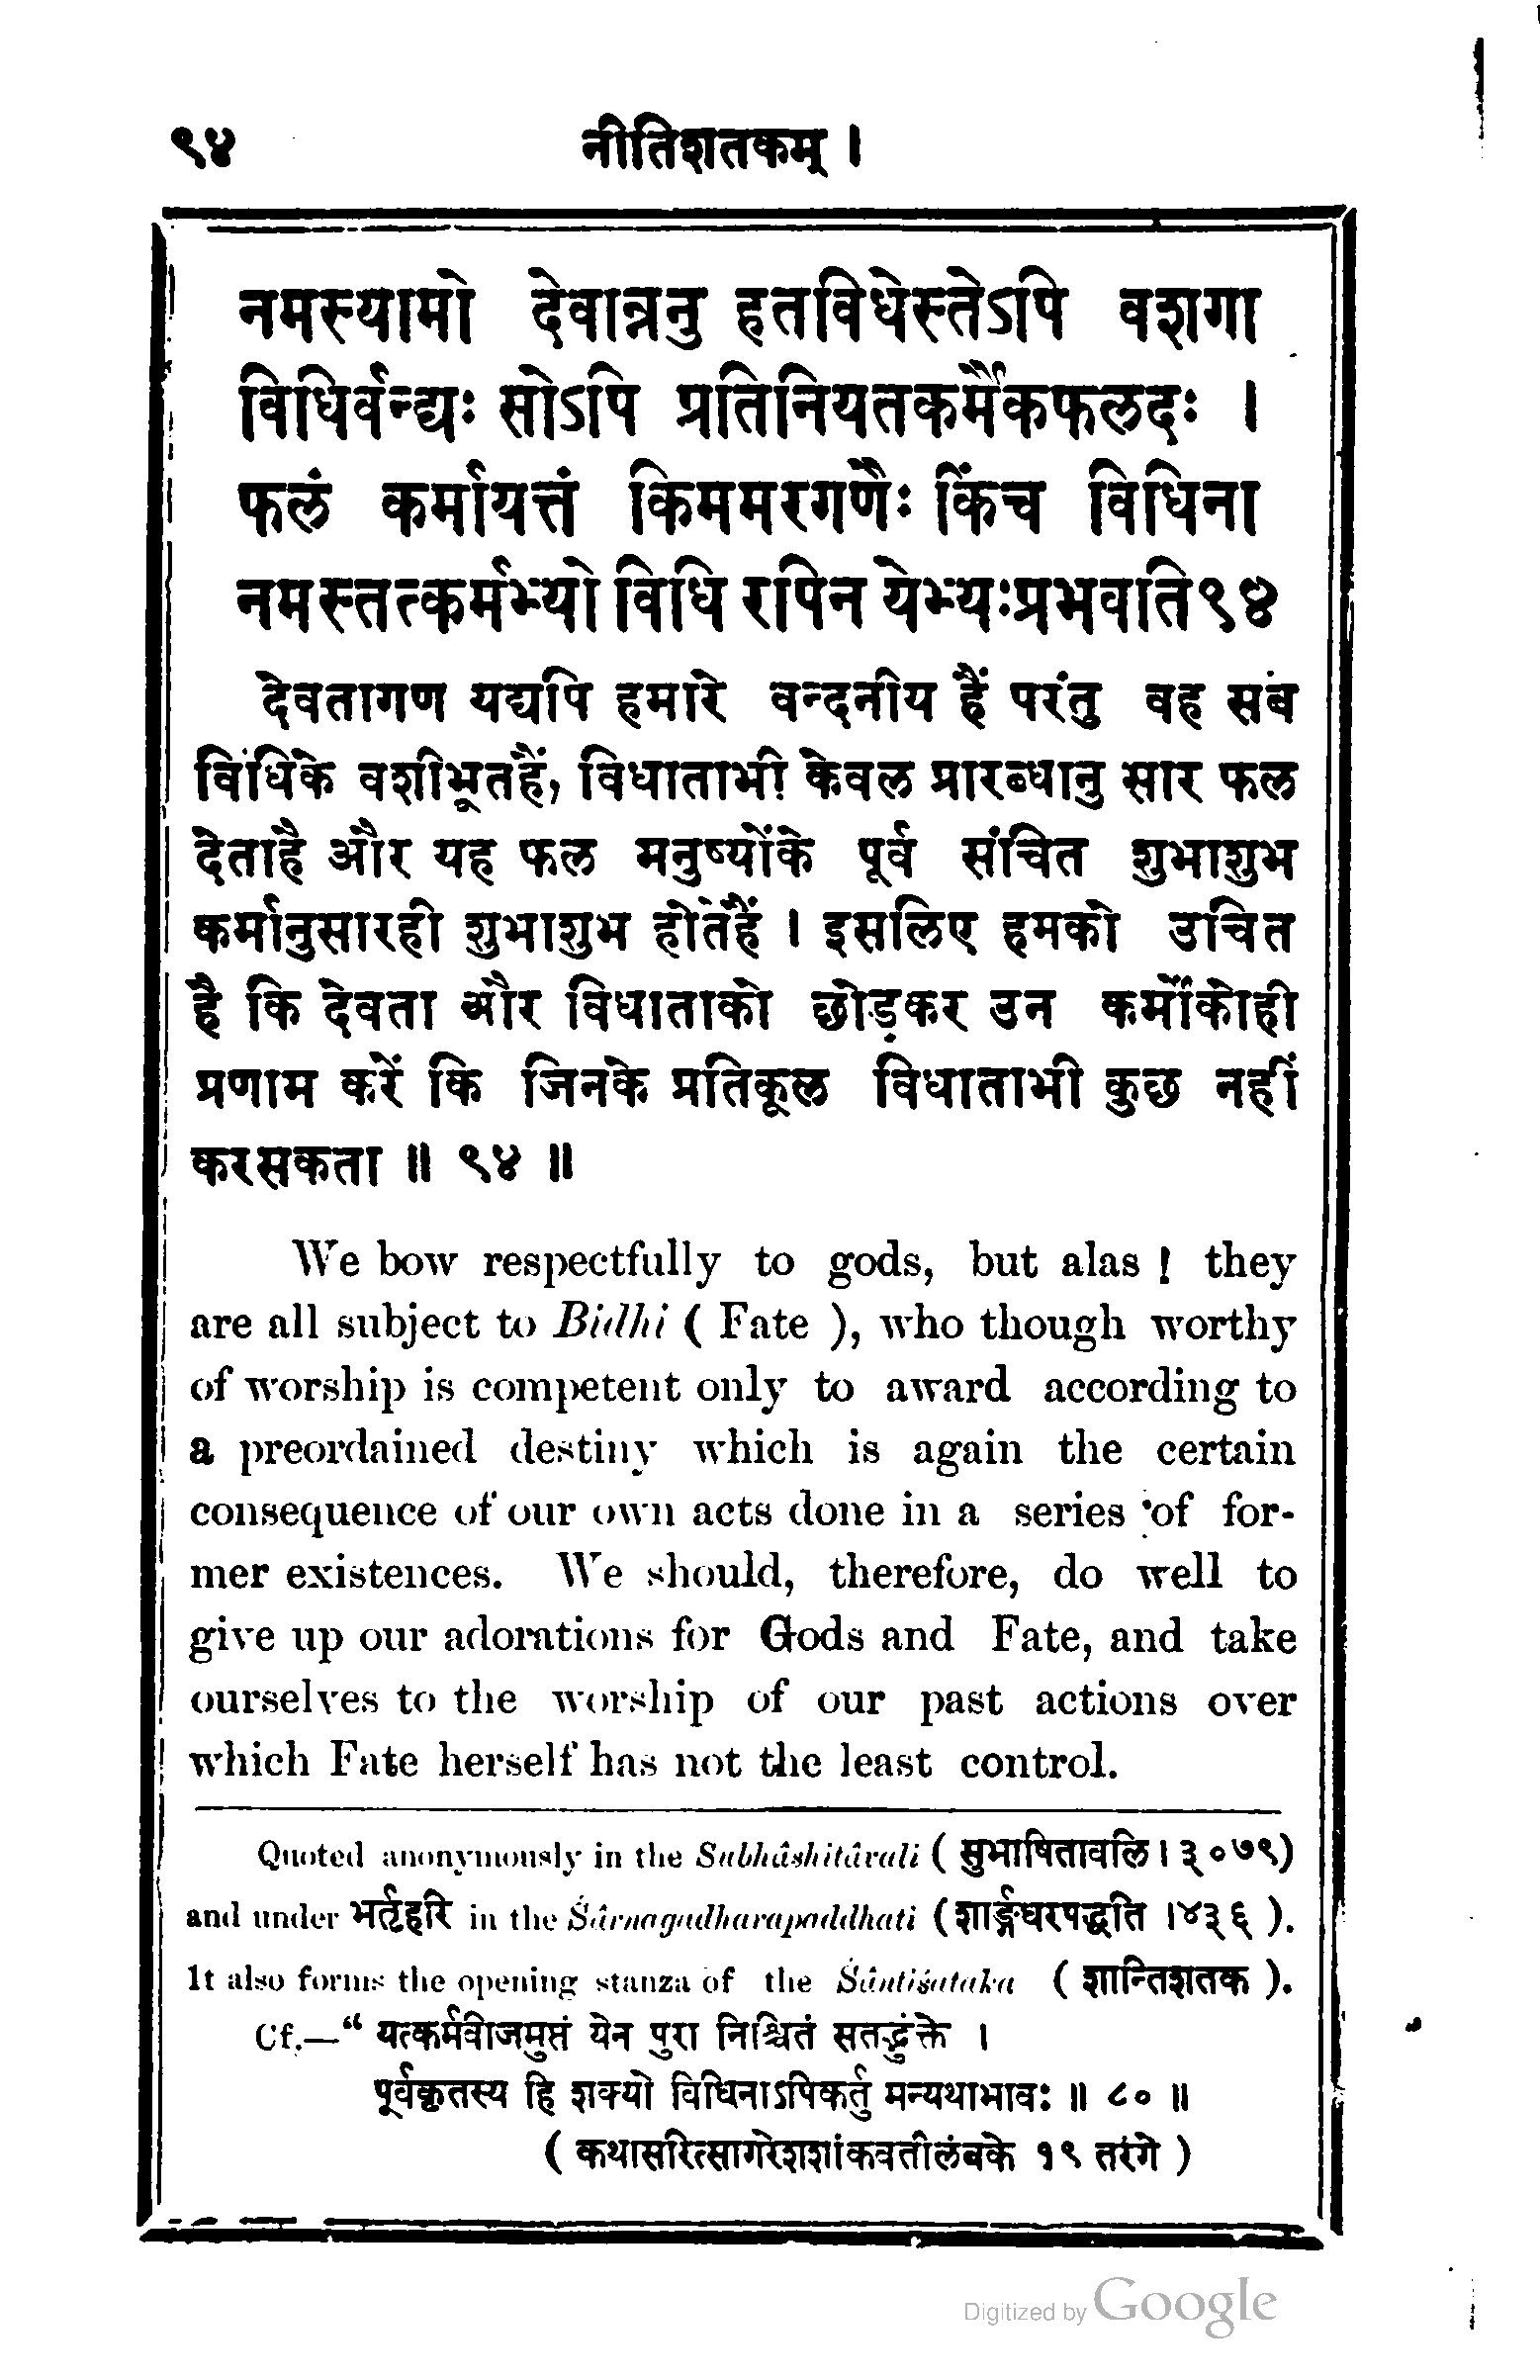 ९४ नीतिशतकम् ।
नमस्यामो देवान्ननु हतविधेस्तेऽपि वशगा
विधिर्वन्द्यः सोऽपि प्रतिनियतकर्मैकफलदः ।
फलं कर्मायत्तं किममरगणैः किंच विधिना
नमस्तत्कर्मभ्यो विधि रपिन येभ्यःप्रभवति९४
देवतागण यद्यपि हमारे वन्दनीय हैं परंतु वह सब
विधिके वशीभूतहैं, विधाताभी केवल प्रारब्धानु सार फल
देताहै और यह फल मनुष्योंके पूर्व संचित शुभाशुभ
कर्मानुसारही शुभाशुभ होतेहैं । इसलिए हमको उचित
है कि देवता और विधाताको छोड़कर उन कर्मोंकोही
प्रणाम करें कि जिनके प्रतिकूल विधाताभी कुछ नहीं
करसकता ॥ ९४ ॥
We bow respectfully to gods, but alas ! they
are all subject to Bidhi ( Fate ), who though worthy
of worship is competent only to award according to
a preordained destiny which is again the certain
consequence of our own acts done in a series of for-
mer existences. We should, therefore, do well to
give up our adorations for Gods and Fate, and take
ourselves to the worship of our past actions over
which Fate herself has not the least control.
Quoted anonymously in the Subhâshitâvali ( सुभाषितावलि । ३०७९)
and under भर्तृहरि in the Śârnagadharapaddhati (शार्ङ्गधरपद्धति ।४३६ ).
It also forms the opening stanza of the Śântiśataka ( शान्तिशतक ).
Cf.—“ यत्कर्मवीजमुप्तं येन पुरा निश्चितं सतद्भुंक्ते ।
पूर्वकृतस्य हि शक्यो विधिनाऽपिकर्तु मन्यथाभावः ॥ ८० ॥
( कथासरित्सागरेशशांकवतीलंबके १९ तरंगे )
Digitized by Google